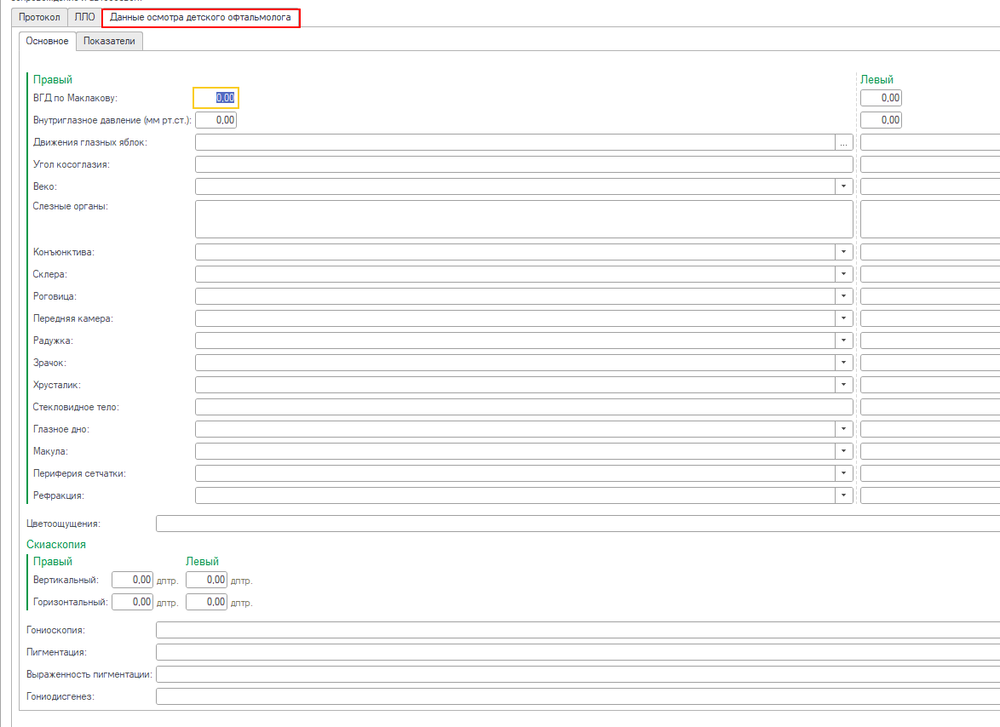 Протокол ЛЛО Данные осмотра детского офтальмолога
Основное Показатели
Правый Левый
ВГД по Маклакову: 0,00 0,00
Внутриглазное давление (мм рт.ст.): 0,00 0,00
Движения глазных яблок: ...
Угол косоглазия:
Веко:
Слезные органы:
Конъюнктива:
Склера:
Роговица:
Передняя камера:
Радужка:
Зрачок:
Хрусталик:
Стекловидное тело:
Глазное дно:
Макула:
Периферия сетчатки:
Рефракция:
Цветоощущения:
Скиаскопия
Правый Левый
Вертикальный: 0,00 дптр. 0,00 дптр.
Горизонтальный: 0,00 дптр. 0,00 дптр.
Гониоскопия:
Пигментация:
Выраженность пигментации:
Гониодисгенез: